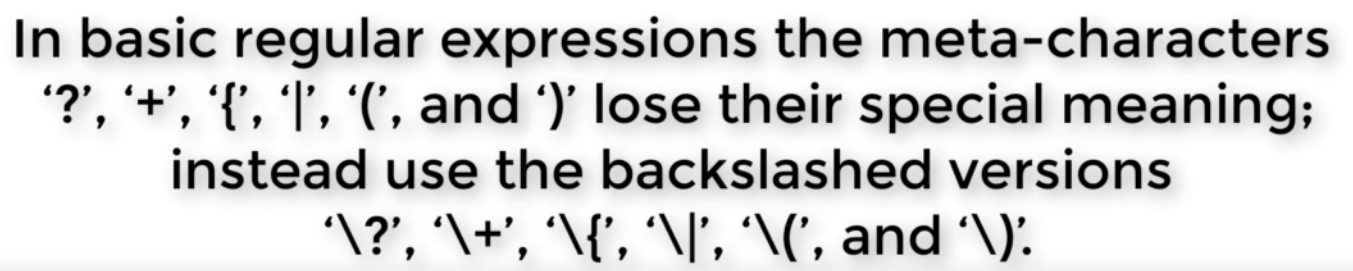 In basic regular expressions the meta-characters
‘?’, ‘+’, ‘{’, ‘|’, ‘(’, and ‘)’ lose their special meaning;
instead use the backslashed versions
‘\?’, ‘\+’, ‘\{’, ‘\|’, ‘\(’, and ‘\)’.